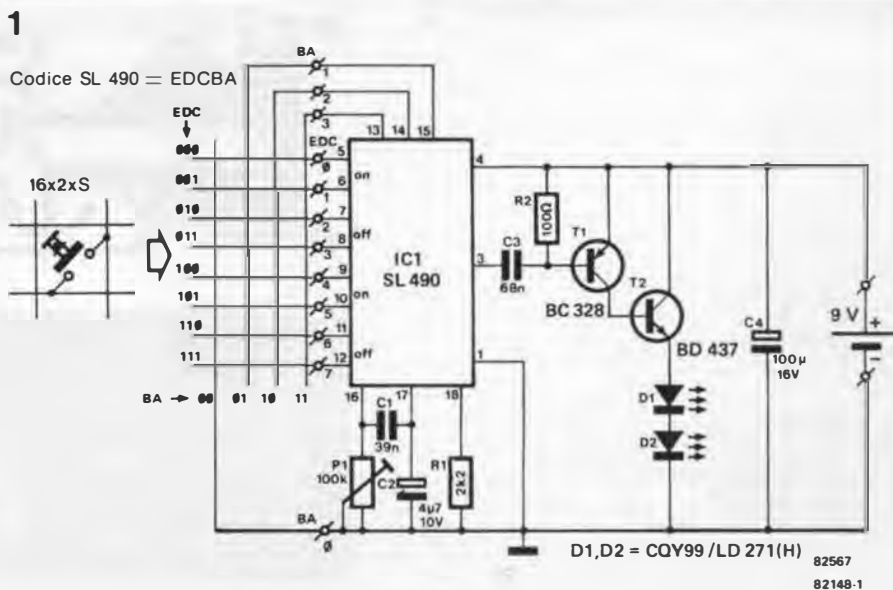 1
Codice SL 490 = EDCBA
BA
1
2
3
EDC
000
001
010
011
100
101
110
111
16x2xS
EDC
0
1
2
3
4
5
6
7
13 14 15
5
6 on
7
8 off
9
10 on
11
12 off
IC1
SL 490
4
3
1
16 17 18
R2
100Ω
C3
68n
T1
BC 328
T2
BD 437
C4
100µ
16V
9 V
+
-
D1
D2
BA → 00 01 10 11
C1
39n
P1
100k
C2
4µ7
10V
R1
2k2
BA
0
D1,D2 = CQY99 /LD 271(H)
82567
82148-1